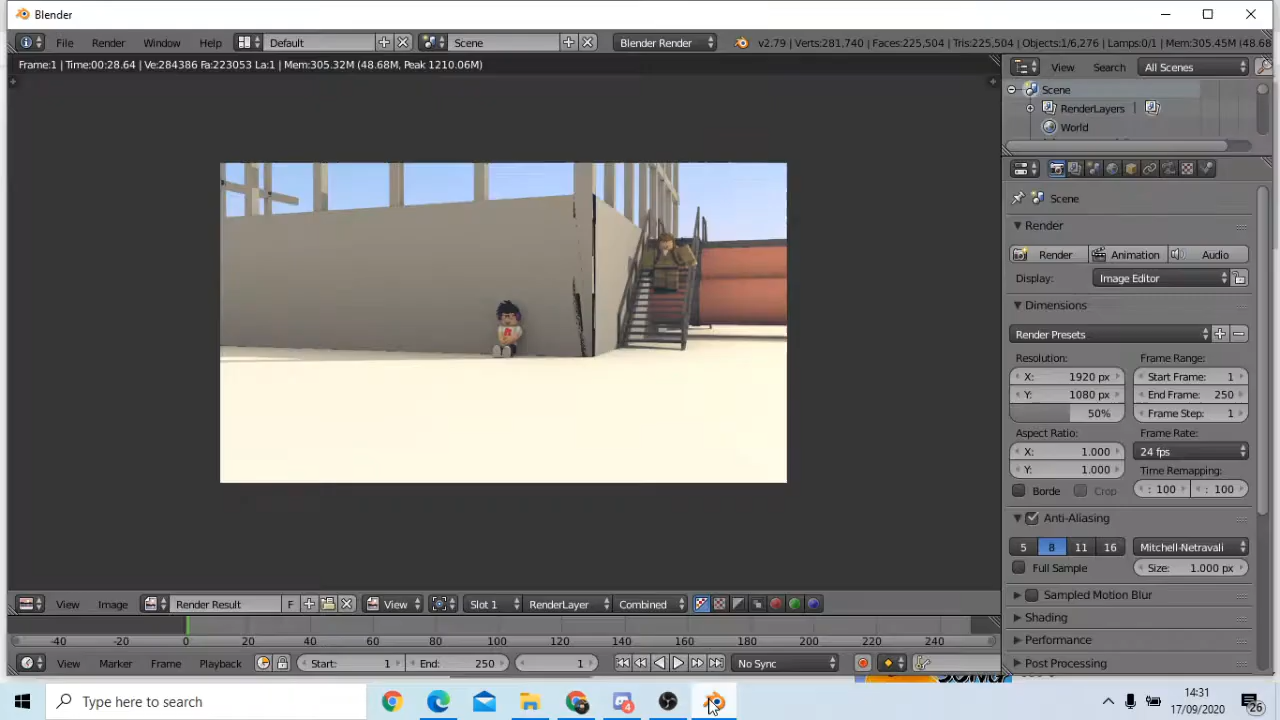 Blender
File Render Window Help Default Scene Blender Render v2.79 | Verts:281,740 | Faces:225,504 | Tris:225,504 | Objects:1/6,276 | Lamps:0/1 | Mem:305.45M (48.68
Frame:1 | Time:00:28.64 | Ve:284386 Fa:223053 La:1 | Mem:305.32M (48.68M, Peak 1210.06M)
View Search All Scenes
Scene
RenderLayers
World
Scene
Render
Render Animation Audio
Display: Image Editor
Dimensions
Render Presets
Resolution: Frame Range:
X: 1920 px Start Frame: 1
Y: 1080 px End Frame: 250
50% Frame Step: 1
Aspect Ratio: Frame Rate:
X: 1.000 24 fps
Y: 1.000 Time Remapping:
Borde Crop : 100 : 100
Anti-Aliasing
5 8 11 16 Mitchell-Netravali
Full Sample Size: 1.000 px
Sampled Motion Blur
Shading
Performance
Post Processing
View Image Render Result F View Slot 1 RenderLayer Combined
-40 -20 0 20 40 60 80 100 120 140 160 180 200 220 240
View Marker Frame Playback Start: 1 End: 250 1 No Sync
Type here to search
4
14:31
17/09/2020
26